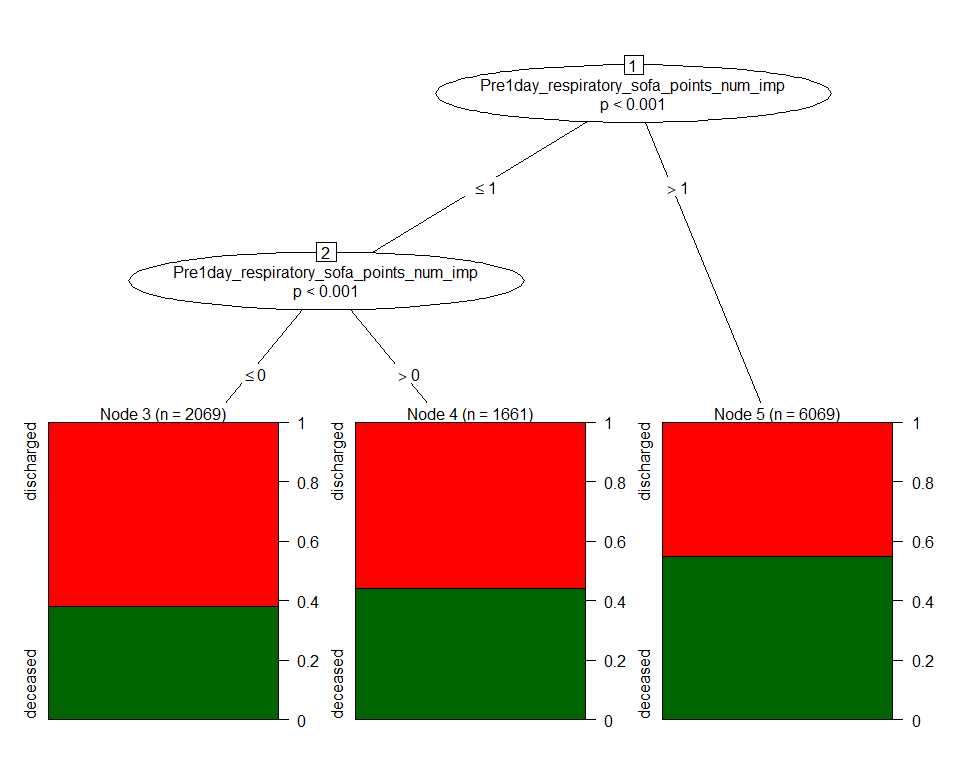 1
Pre1day_respiratory_sofa_points_num_imp
p < 0.001
≤ 1
> 1
2
Pre1day_respiratory_sofa_points_num_imp
p < 0.001
≤ 0
> 0
Node 3 (n = 2069)
discharged
deceased
1
0.8
0.6
0.4
0.2
0
Node 4 (n = 1661)
discharged
deceased
1
0.8
0.6
0.4
0.2
0
Node 5 (n = 6069)
discharged
deceased
1
0.8
0.6
0.4
0.2
0